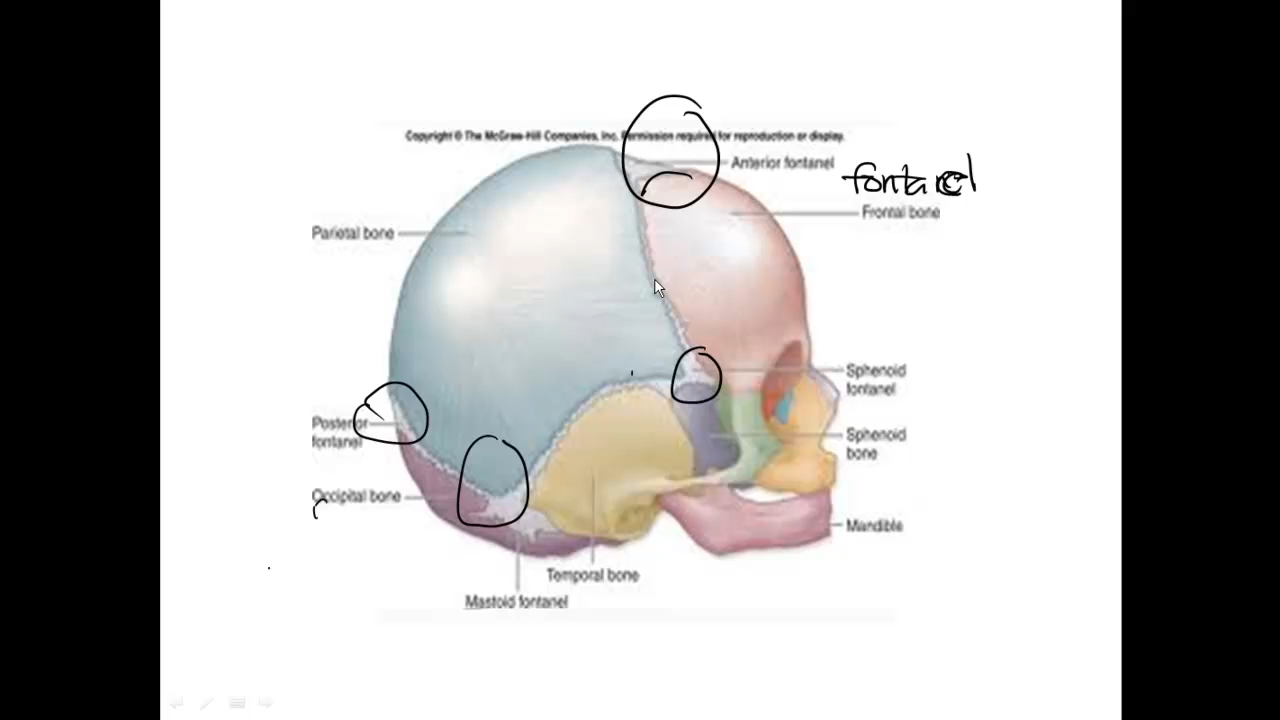 Copyright © The McGraw-Hill Companies, Inc. Permission required for reproduction or display.
Anterior fontanel
fontanel
Frontal bone
Parietal bone
Sphenoid
fontanel
Posterior
fontanel
Sphenoid
bone
Occipital bone
Mandible
Temporal bone
Mastoid fontanel